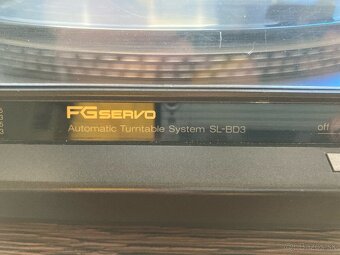 FG SERVO
Automatic Turntable System SL-BD3
off